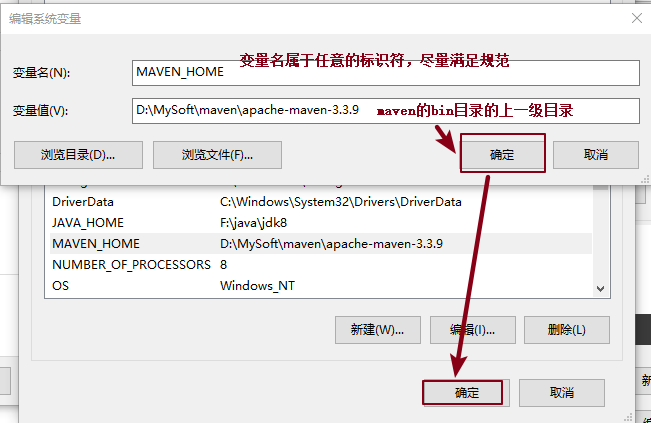 编辑系统变量
变量名属于任意的标识符，尽量满足规范
变量名(N): MAVEN_HOME
变量值(V): D:\MySoft\maven\apache-maven-3.3.9 maven的bin目录的上一级目录
浏览目录(D)... 浏览文件(F)... 确定 取消
DriverData C:\Windows\System32\Drivers\DriverData
JAVA_HOME F:\java\jdk8
MAVEN_HOME D:\MySoft\maven\apache-maven-3.3.9
NUMBER_OF_PROCESSORS 8
OS Windows_NT
新建(W)... 编辑(I)... 删除(L)
确定 取消